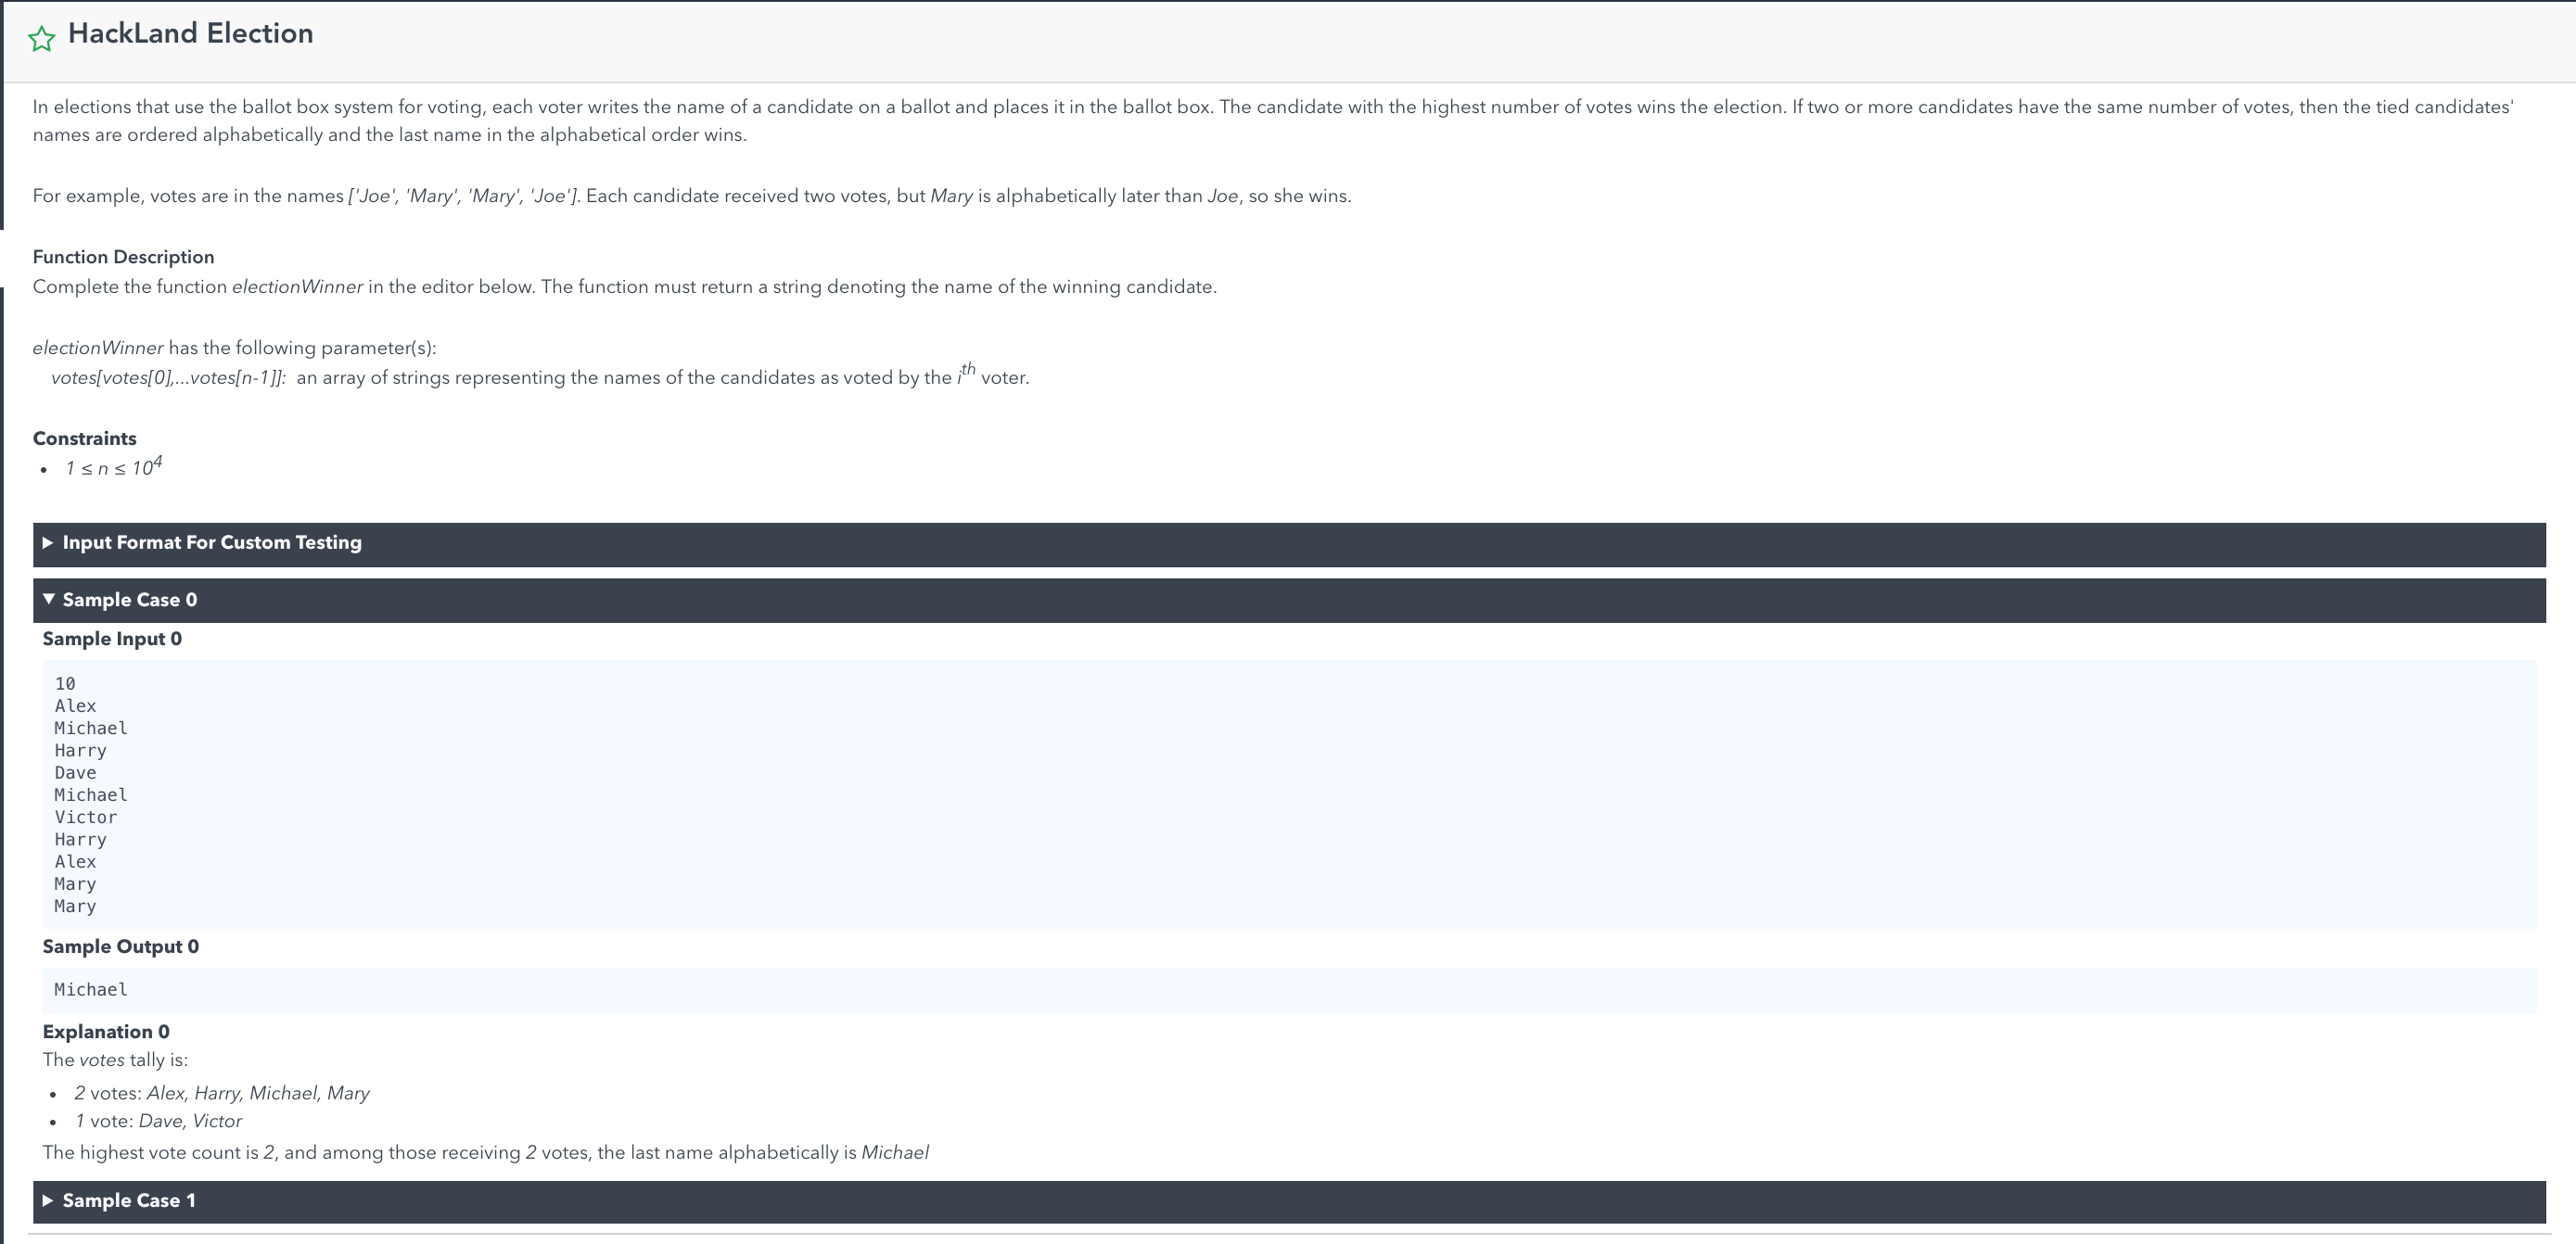 HackLand Election
In elections that use the ballot box system for voting, each voter writes the name of a candidate on a ballot and places it in the ballot box. The candidate with the highest number of votes wins the election. If two or more candidates have the same number of votes, then the tied candidates'
names are ordered alphabetically and the last name in the alphabetical order wins.
For example, votes are in the names ['Joe', 'Mary', 'Mary', 'Joe']. Each candidate received two votes, but Mary is alphabetically later than Joe, so she wins.
Function Description
Complete the function electionWinner in the editor below. The function must return a string denoting the name of the winning candidate.
electionWinner has the following parameter(s):
votes[votes[0],...votes[n-1]]: an array of strings representing the names of the candidates as voted by the ith voter.
Constraints
• 1 ≤ n ≤ 10⁴
▶ Input Format For Custom Testing
▼ Sample Case 0
Sample Input 0
10
Alex
Michael
Harry
Dave
Michael
Victor
Harry
Alex
Mary
Mary
Sample Output 0
Michael
Explanation 0
The votes tally is:
• 2 votes: Alex, Harry, Michael, Mary
• 1 vote: Dave, Victor
The highest vote count is 2, and among those receiving 2 votes, the last name alphabetically is Michael
▶ Sample Case 1